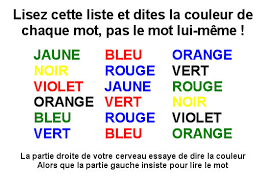 Lisez cette liste et dites la couleur de
chaque mot, pas le mot lui-même !
JAUNE BLEU ORANGE
NOIR ROUGE VERT
VIOLET JAUNE ROUGE
ORANGE VERT NOIR
BLEU ROUGE VIOLET
VERT BLEU ORANGE
La partie droite de votre cerveau essaye de dire la couleur
Alors que la partie gauche insiste pour lire le mot